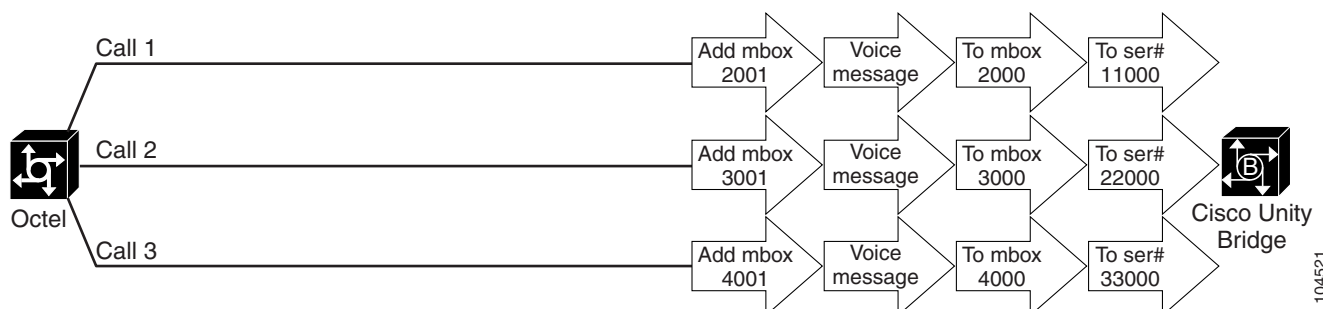 Call 1
Add mbox
2001
Voice
message
To mbox
2000
To ser#
11000
Call 2
Add mbox
3001
Voice
message
To mbox
3000
To ser#
22000
B
Octel
Cisco Unity
Bridge
Call 3
Add mbox
4001
Voice
message
To mbox
4000
To ser#
33000
104521